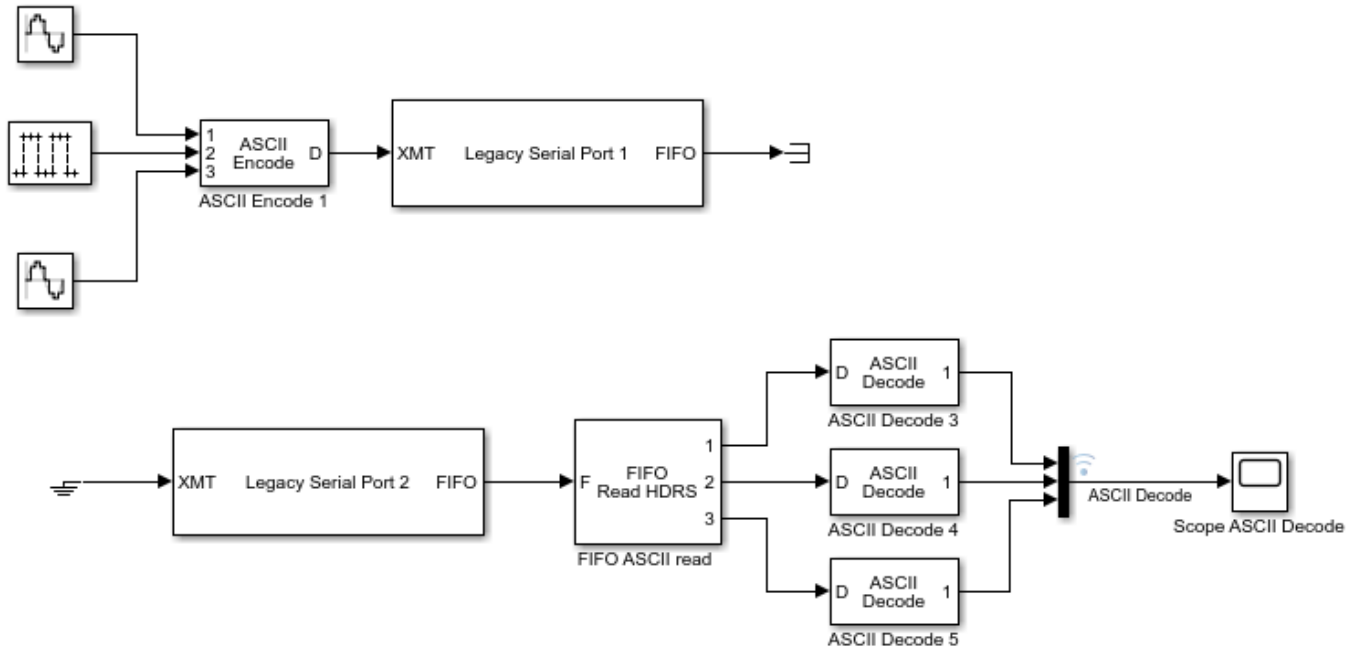 1
2
3
ASCII
Encode
D
ASCII Encode 1
XMT
Legacy Serial Port 1
FIFO
XMT
Legacy Serial Port 2
FIFO
F
FIFO
Read HDRS
1
2
3
FIFO ASCII read
D
ASCII
Decode
1
ASCII Decode 3
D
ASCII
Decode
1
ASCII Decode 4
D
ASCII
Decode
1
ASCII Decode 5
ASCII Decode
Scope ASCII Decode